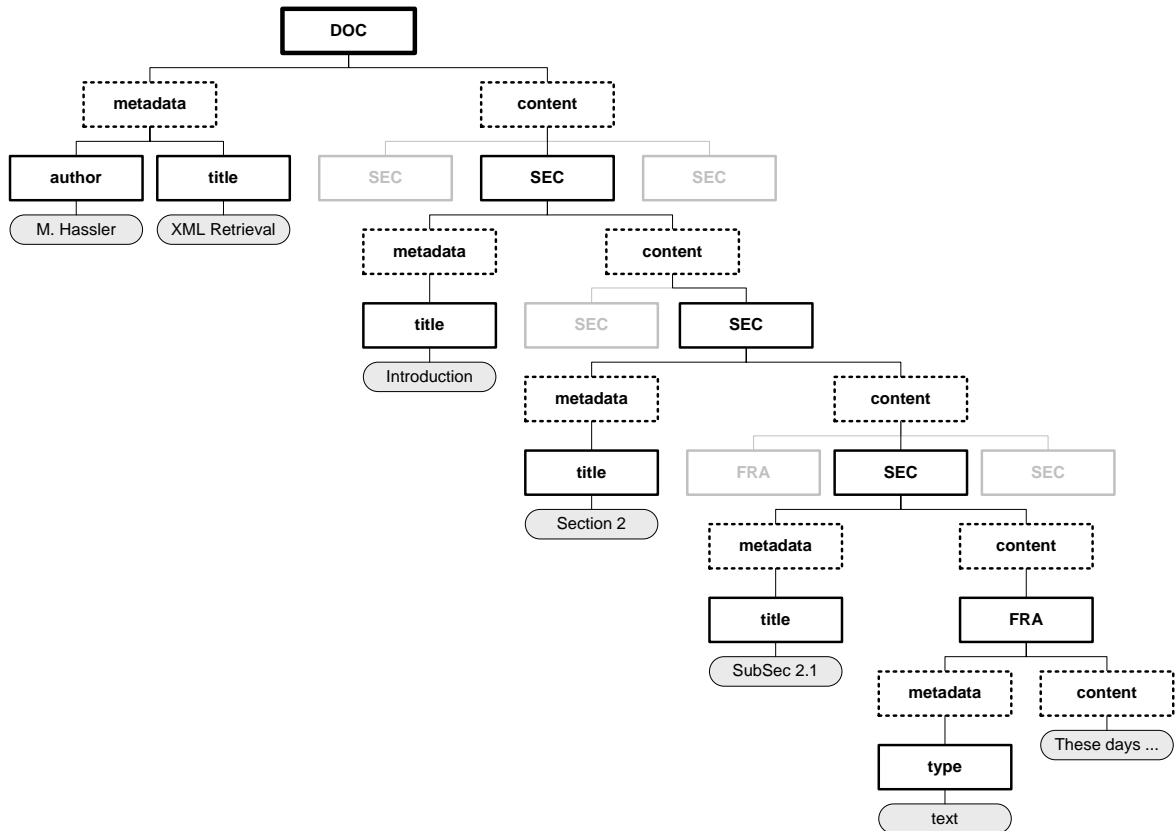 DOC
metadata content
author title SEC SEC SEC
M. Hassler XML Retrieval
metadata content
title SEC SEC
Introduction
metadata content
title FRA SEC SEC
Section 2
metadata content
title FRA
SubSec 2.1
metadata content
These days ...
type
text